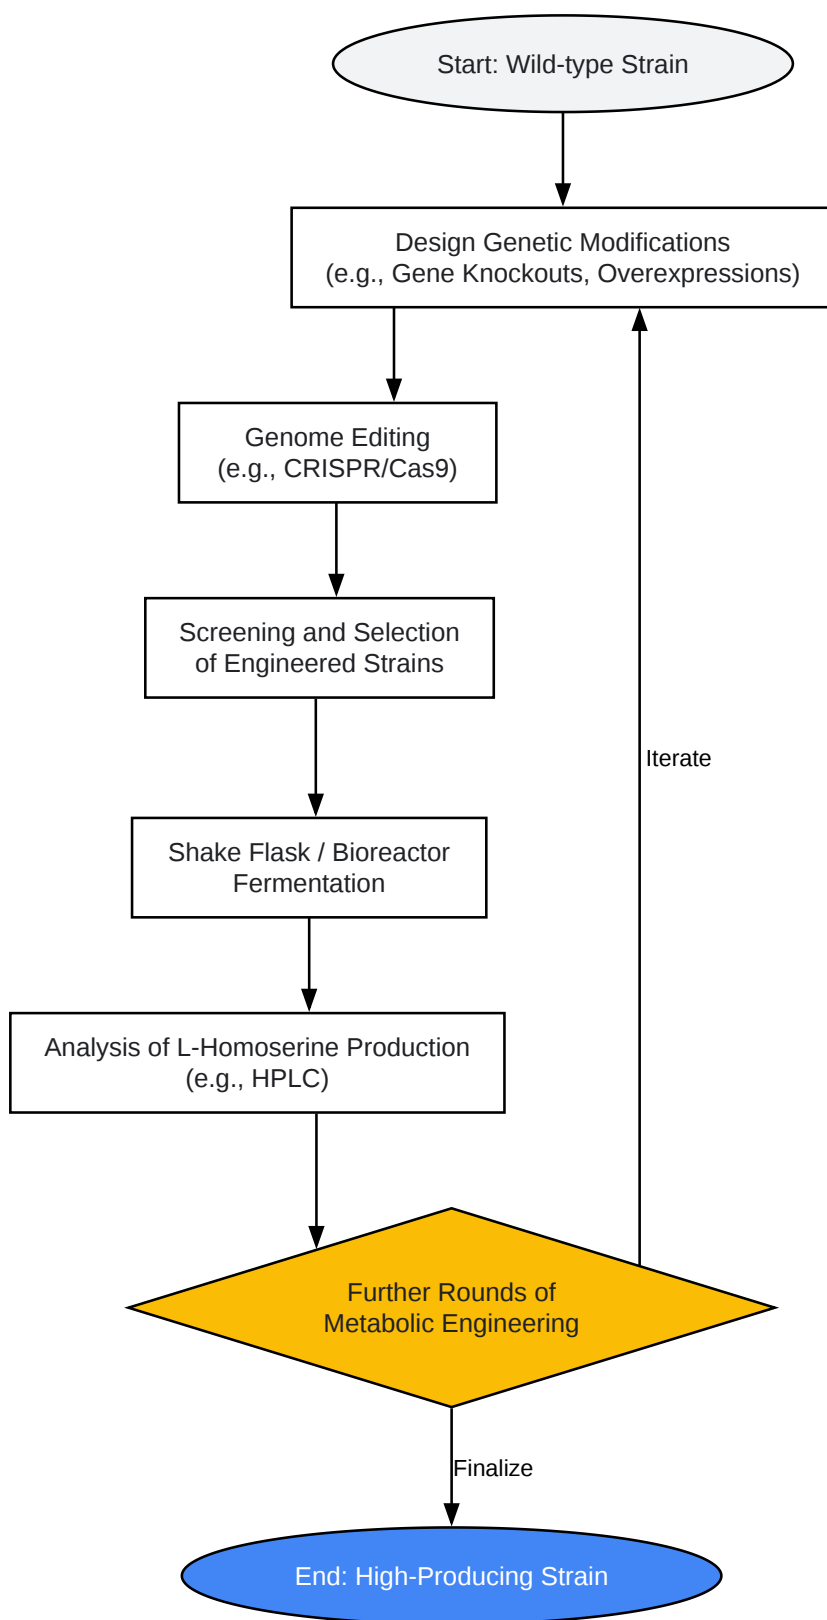 Start: Wild-type Strain
Design Genetic Modifications
(e.g., Gene Knockouts, Overexpressions)
Genome Editing
(e.g., CRISPR/Cas9)
Screening and Selection
of Engineered Strains
Iterate
Shake Flask / Bioreactor
Fermentation
Analysis of L-Homoserine Production
(e.g., HPLC)
Further Rounds of
Metabolic Engineering
Finalize
End: High-Producing Strain